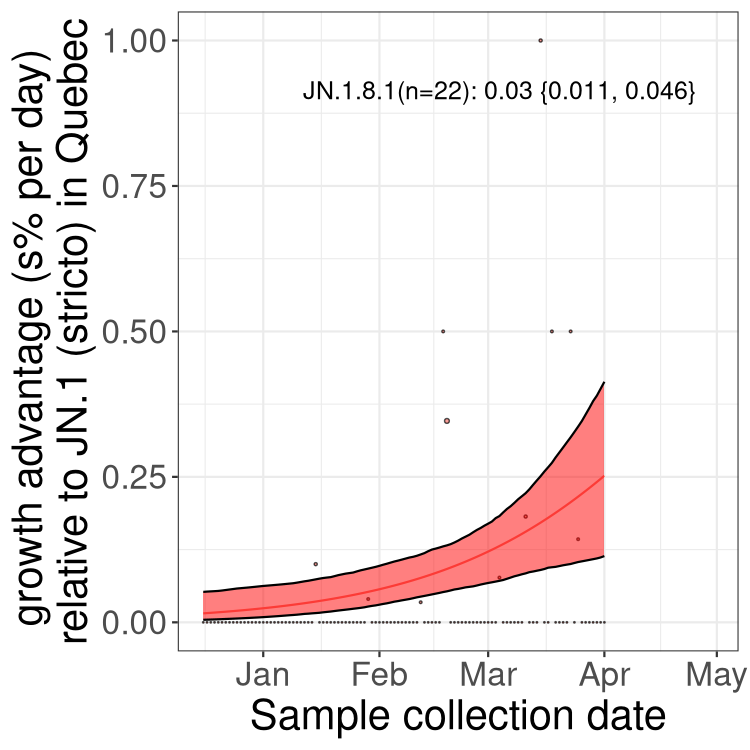 growth advantage (s% per day)
relative to JN.1 (stricto) in Quebec
1.00
0.75
0.50
0.25
0.00
JN.1.8.1(n=22): 0.03 {0.011, 0.046}
Jan Feb Mar Apr May
Sample collection date